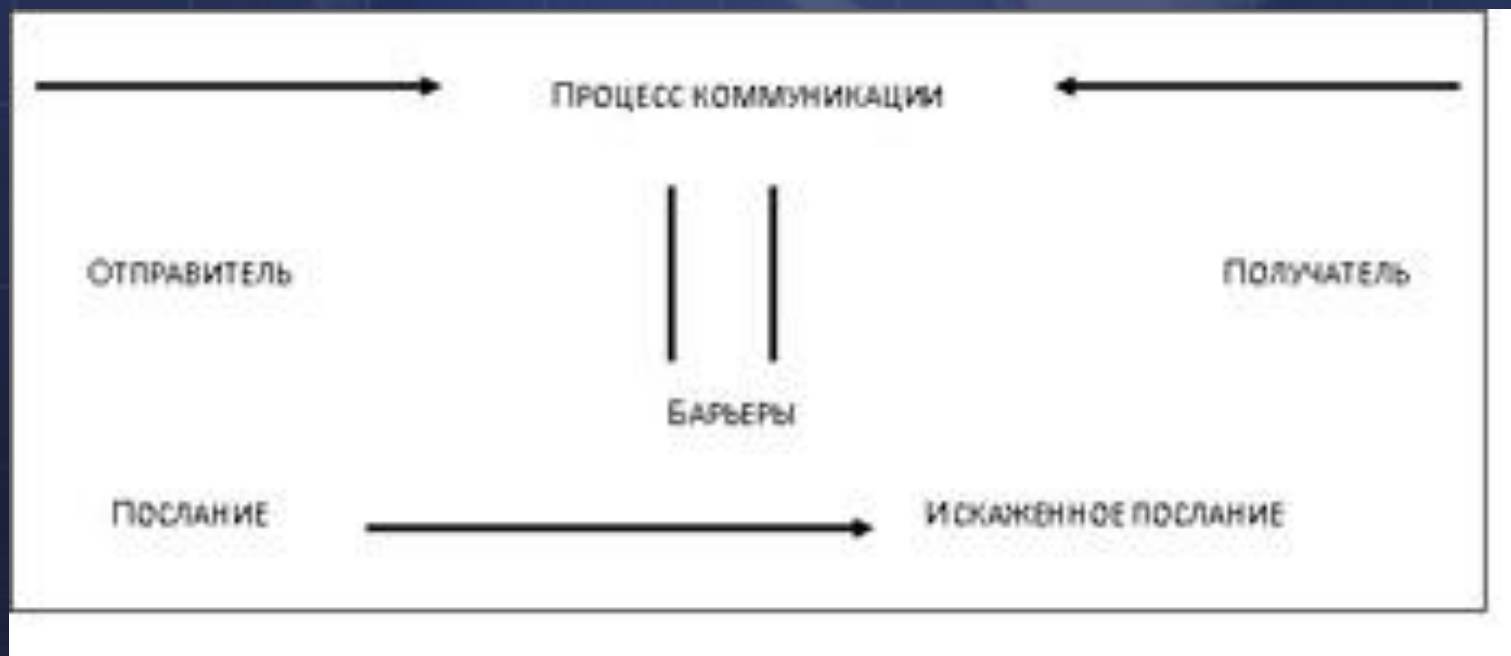 Процесс коммуникации
Отправитель
Получатель
Барьеры
Послание
Искаженное послание